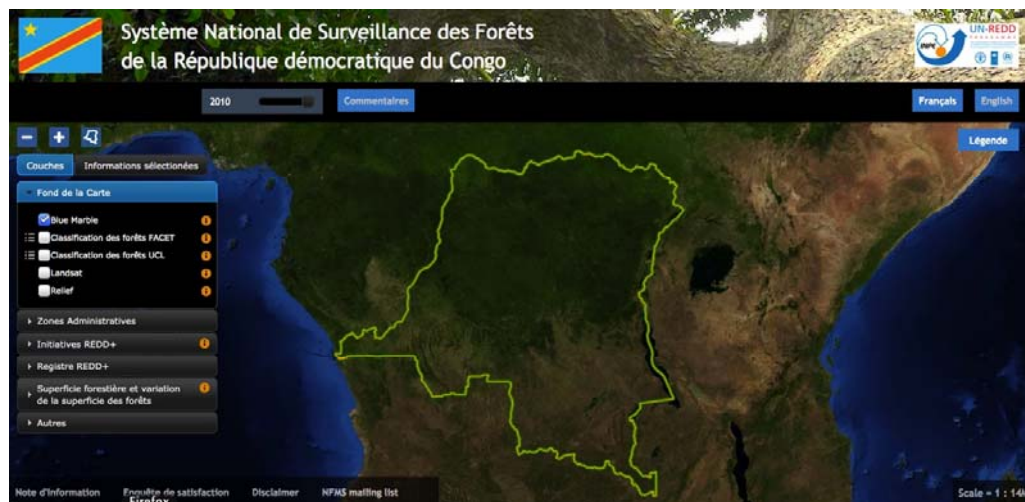 Système National de Surveillance des Forêts
de la République démocratique du Congo
UN-REDD
PROGRAMME
2010
Commentaires
Français
English
Légende
Couches
Informations sélectionées
Fond de la Carte
Blue Marble
Classification des forêts FACET
Classification des forêts UCL
Landsat
Relief
Zones Administratives
Initiatives REDD+
Registre REDD+
Superficie forestière et variation
de la superficie des forêts
Autres
Note d'information
Enquête de satisfaction
Disclaimer
NFMS mailing list
Firefox
Scale = 1 : 14